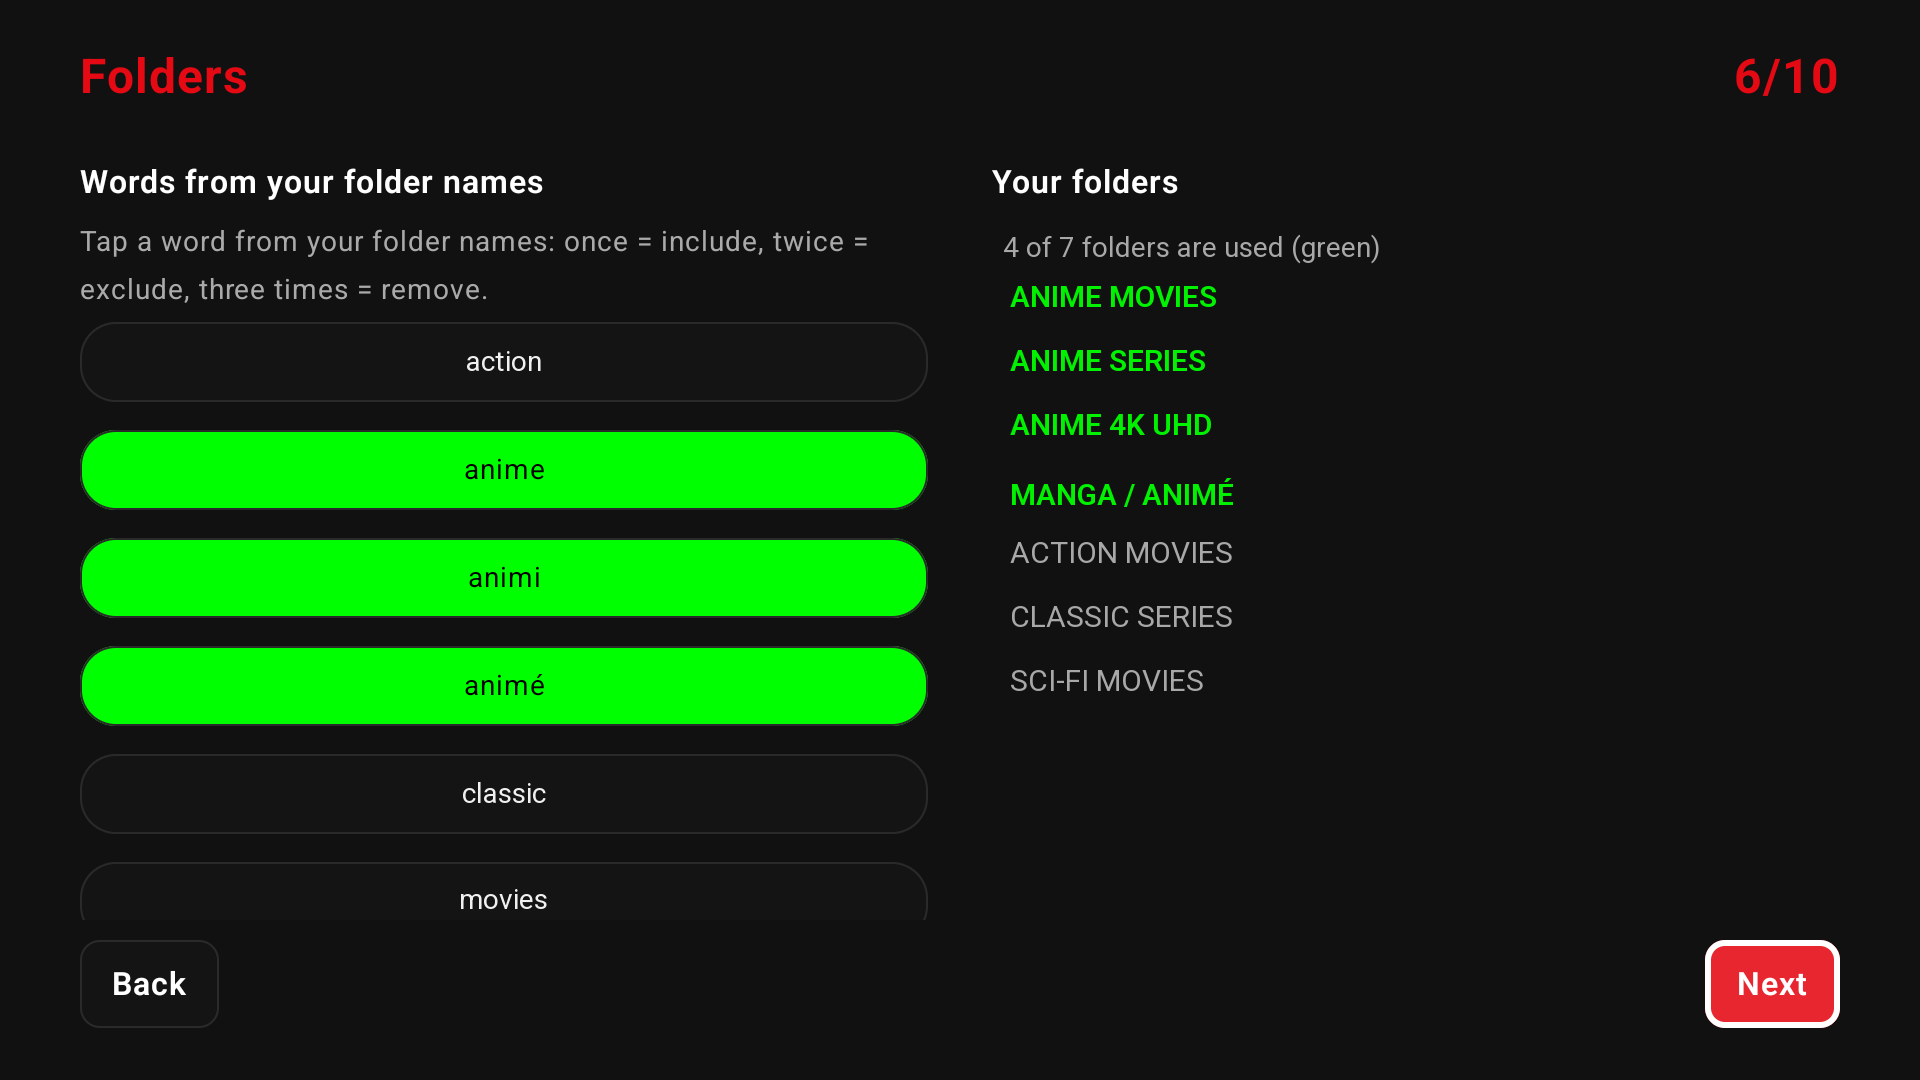 Folders
6/10
Words from your folder names
Tap a word from your folder names: once = include, twice =
exclude, three times = remove.
action
anime
animi
animé
classic
movies
Your folders
4 of 7 folders are used (green)
ANIME MOVIES
ANIME SERIES
ANIME 4K UHD
MANGA / ANIMÉ
ACTION MOVIES
CLASSIC SERIES
SCI-FI MOVIES
Back
Next